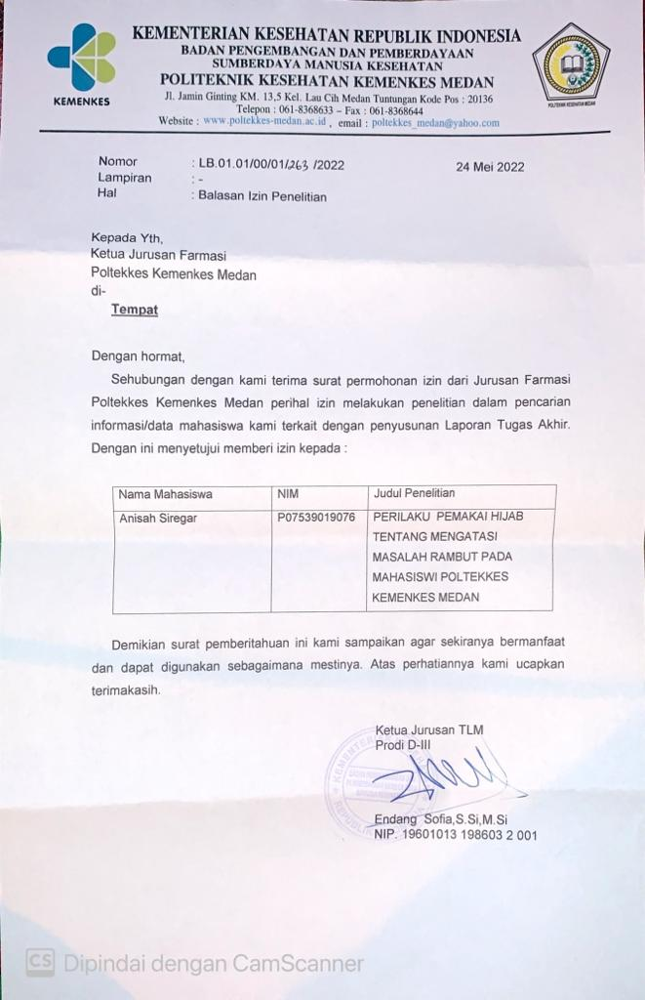 KEMENTERIAN KESEHATAN REPUBLIK INDONESIA
BADAN PENGEMBANGAN DAN PEMBERDAYAAN
SUMBERDAYA MANUSIA KESEHATAN
POLITEKNIK KESEHATAN KEMENKES MEDAN
Jl. Jamin Ginting KM. 13,5 Kel. Lau Cih Medan Tuntungan Kode Pos : 20136
Telepon : 061-8368633 – Fax : 061-8368644
Website : www.poltekkes-medan.ac.id , email : poltekkes_medan@yahoo.com
KEMENKES
POLITEKNIK KESEHATAN MEDAN
Nomor : LB.01.01/00/01/263 /2022 24 Mei 2022
Lampiran : -
Hal : Balasan Izin Penelitian
Kepada Yth,
Ketua Jurusan Farmasi
Poltekkes Kemenkes Medan
di-
Tempat
Dengan hormat,
Sehubungan dengan kami terima surat permohonan izin dari Jurusan Farmasi
Poltekkes Kemenkes Medan perihal izin melakukan penelitian dalam pencarian
informasi/data mahasiswa kami terkait dengan penyusunan Laporan Tugas Akhir.
Dengan ini menyetujui memberi izin kepada :
Nama Mahasiswa NIM Judul Penelitian
Anisah Siregar P07539019076 PERILAKU PEMAKAI HIJAB
TENTANG MENGATASI
MASALAH RAMBUT PADA
MAHASISWI POLTEKKES
KEMENKES MEDAN
Demikian surat pemberitahuan ini kami sampaikan agar sekiranya bermanfaat
dan dapat digunakan sebagaimana mestinya. Atas perhatiannya kami ucapkan
terimakasih.
Ketua Jurusan TLM
Prodi D-III
Endang Sofia,S.Si,M.Si
NIP. 19601013 198603 2 001
CS Dipindai dengan CamScanner